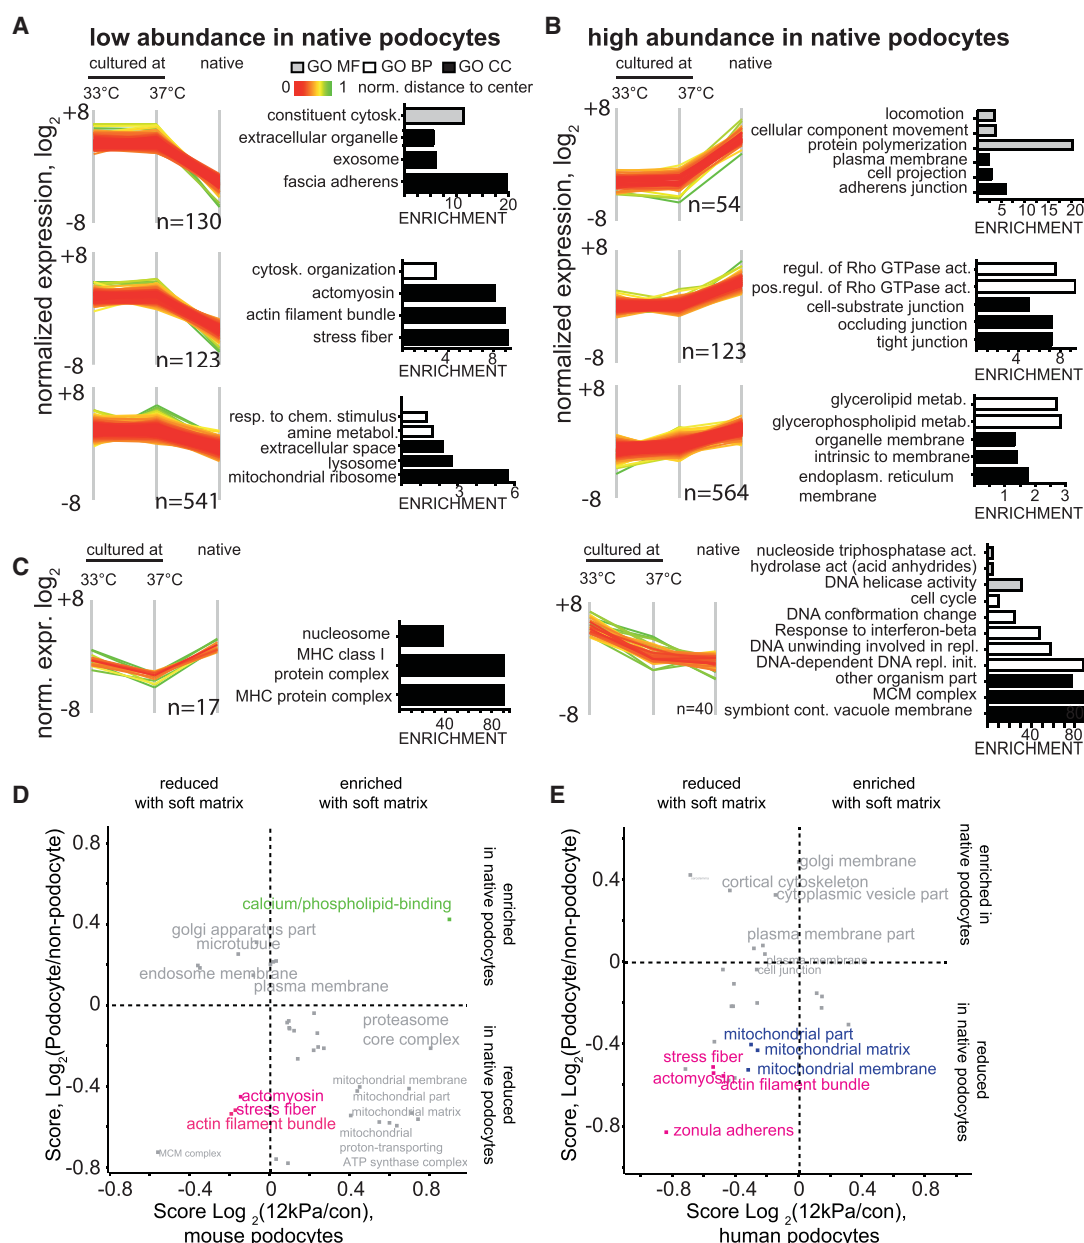 A
low abundance in native podocytes
cultured at
native
GO MF GO BP GO CC
33°C 37°C
0 1 norm. distance to center
normalized expression, log2
+8
-8
n=130
constituent cytosk.
extracellular organelle
exosome
fascia adherens
10 20
ENRICHMENT
+8
-8
n=123
cytosk. organization
actomyosin
actin filament bundle
stress fiber
4 8
ENRICHMENT
+8
-8
n=541
resp. to chem. stimulus
amine metabol.
extracellular space
lysosome
mitochondrial ribosome
3 6
ENRICHMENT
B
high abundance in native podocytes
cultured at
native
33°C 37°C
normalized expression, log2
+8
-8
n=54
locomotion
cellular component movement
protein polymerization
plasma membrane
cell projection
adherens junction
5 10 15 20
ENRICHMENT
+8
-8
n=123
regul. of Rho GTPase act.
pos.regul. of Rho GTPase act.
cell-substrate junction
occluding junction
tight junction
4 8
ENRICHMENT
+8
-8
n=564
glycerolipid metab.
glycerophospholipid metab.
organelle membrane
intrinsic to membrane
endoplasm. reticulum
membrane
1 2 3
ENRICHMENT
C
cultured at
native
33°C 37°C
norm. expr. log2
+8
-8
n=17
nucleosome
MHC class I
protein complex
MHC protein complex
40 80
ENRICHMENT
cultured at
native
33°C 37°C
+8
-8
n=40
nucleoside triphosphatase act.
hydrolase act (acid anhydrides)
DNA helicase activity
cell cycle
DNA conformation change
Response to interferon-beta
DNA unwinding involved in repl.
DNA-dependent DNA repl. init.
other organism part
MCM complex
symbiont cont. vacuole membrane
80
40 80
ENRICHMENT
D
reduced
with soft matrix
enriched
with soft matrix
Score, Log2(Podocyte/non-podocyte)
0.8
0.4
0
-0.4
-0.8
calcium/phospholipid-binding
golgi apparatus part
microtubule
endosome membrane
plasma membrane
proteasome
core complex
mitochondrial membrane
mitochondrial part
mitochondrial matrix
mitochondrial
proton-transporting
ATP synthase complex
actomyosin
stress fiber
actin filament bundle
MCM complex
enriched
in native podocytes
reduced
in native podocytes
-0.8 -0.4 0 0.4 0.8
Score Log 2(12kPa/con),
mouse podocytes
E
reduced
with soft matrix
enriched
with soft matrix
Score, Log2(Podocyte/non-podocyte)
0.4
0
-0.4
-0.8
golgi membrane
cortical cytoskeleton
cytoplasmic vesicle part
plasma membrane part
plasma membrane
cell junction
mitochondrial part
mitochondrial matrix
stress fiber
mitochondrial membrane
actomyosin
actin filament bundle
zonula adherens
enriched in
native podocytes
reduced
in native podocytes
-0.8 -0.4 0 0.4 0.8
Score Log 2(12kPa/con),
human podocytes